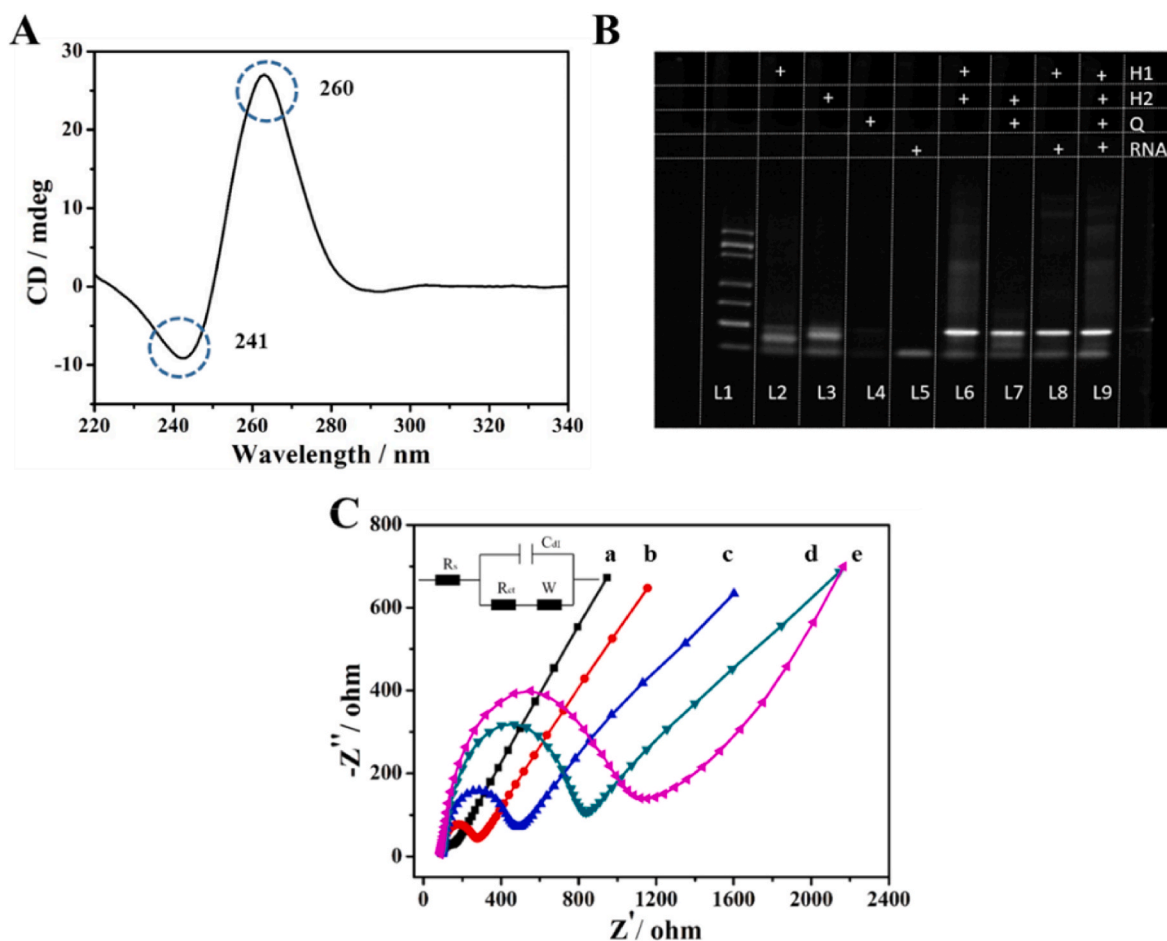 A
30
20
10
0
-10
CD / mdeg
260
241
220 240 260 280 300 320 340
Wavelength / nm
B
+ + + + H1
+ + + + H2
+ + + Q
+ + + RNA
L1 L2 L3 L4 L5 L6 L7 L8 L9
C
800
600
400
200
0
-Z''/ ohm
Rs
Cdl
Rct W
a b c d e
0 400 800 1200 1600 2000 2400
Z'/ ohm